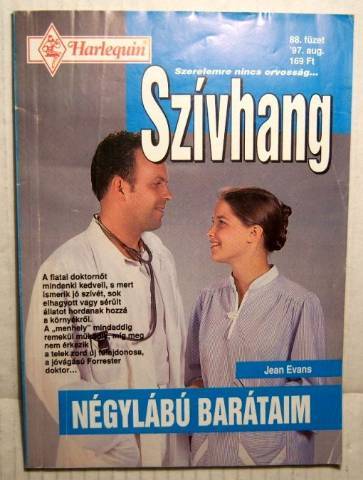 Harlequin
88. füzet
'97. aug.
169 Ft
Szerelemre nincs orvosság...
Szívhang
A fiatal doktornőt
mindenki kedveli, s mert
ismerik jó szívét, sok
elhagyott vagy sérült
állatot hordanak hozzá
a környékről.
A „menhely" mindaddig
remekül működik, míg meg
nem érkezik
a telek zord új tulajdonosa,
a jóvágású Forrester
doktor...
Jean Evans
NÉGYLÁBÚ BARÁTAIM